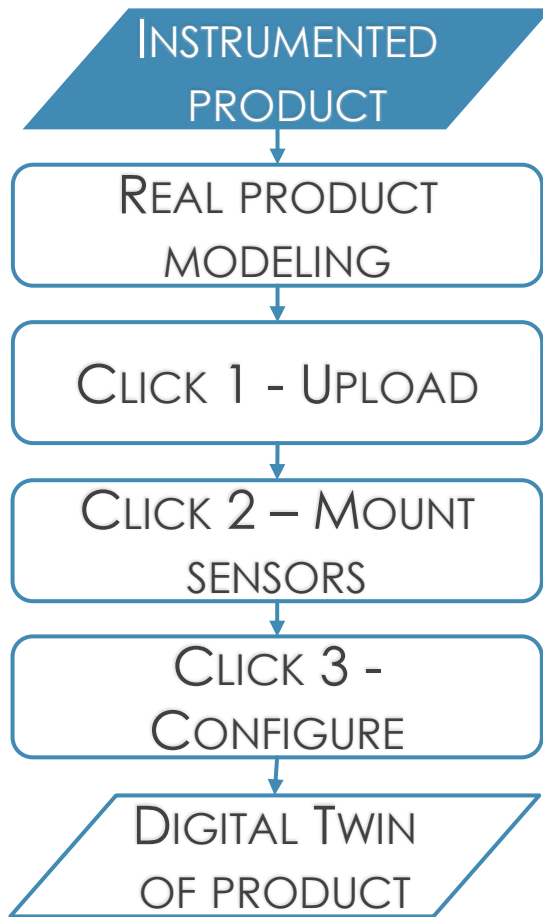 INSTRUMENTED
PRODUCT
REAL PRODUCT
MODELING
CLICK 1 - UPLOAD
CLICK 2 – MOUNT
SENSORS
CLICK 3 -
CONFIGURE
DIGITAL TWIN
OF PRODUCT